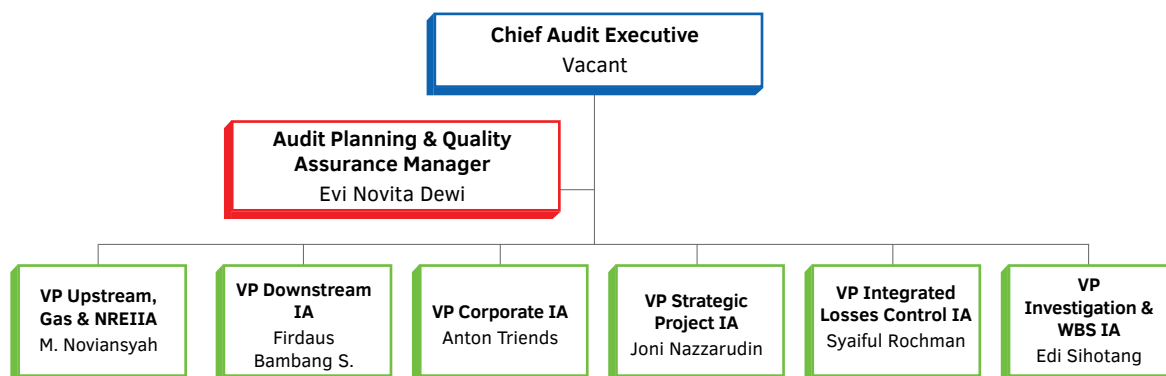 Chief Audit Executive
Vacant
Audit Planning & Quality
Assurance Manager
Evi Novita Dewi
VP Upstream,
Gas & NREIIA
M. Noviansyah
VP Downstream
IA
Firdaus
Bambang S.
VP Corporate IA
Anton Triends
VP Strategic
Project IA
Joni Nazzarudin
VP Integrated
Losses Control IA
Syaiful Rochman
VP
Investigation &
WBS IA
Edi Sihotang